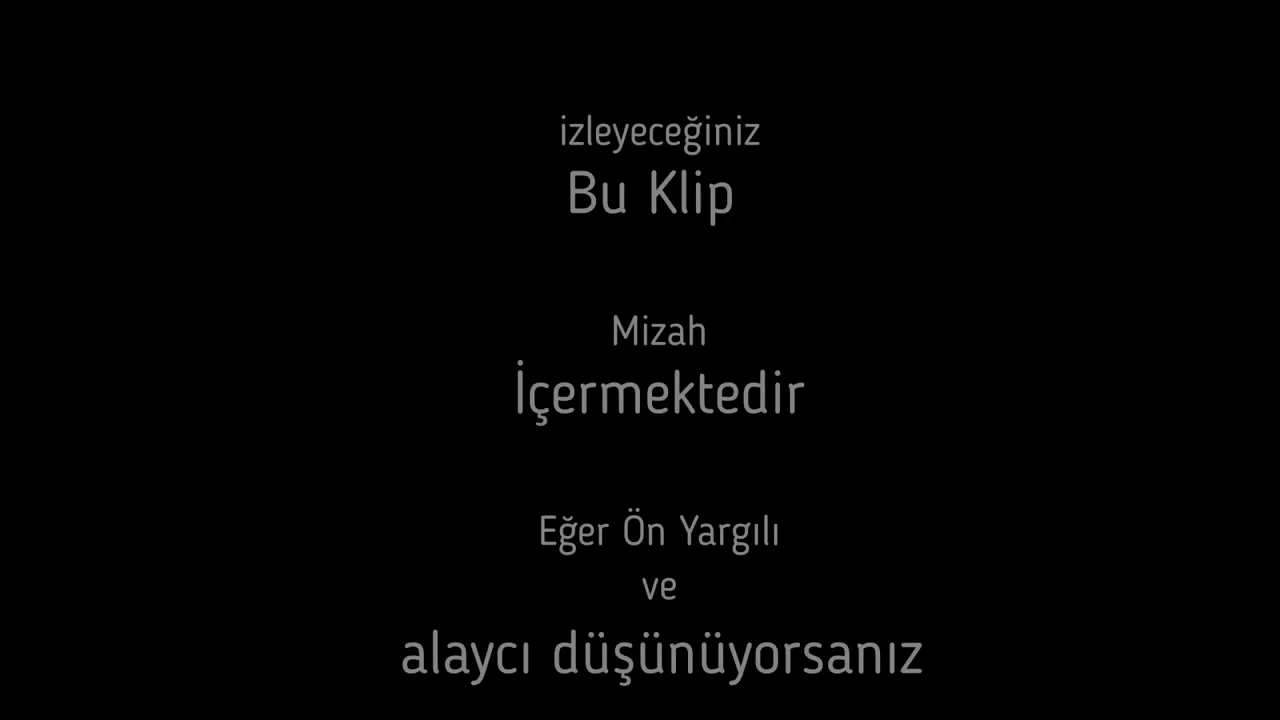 izleyeceğiniz
Bu Klip
Mizah
İçermektedir
Eğer Ön Yargılı
ve
alaycı düşünüyorsanız